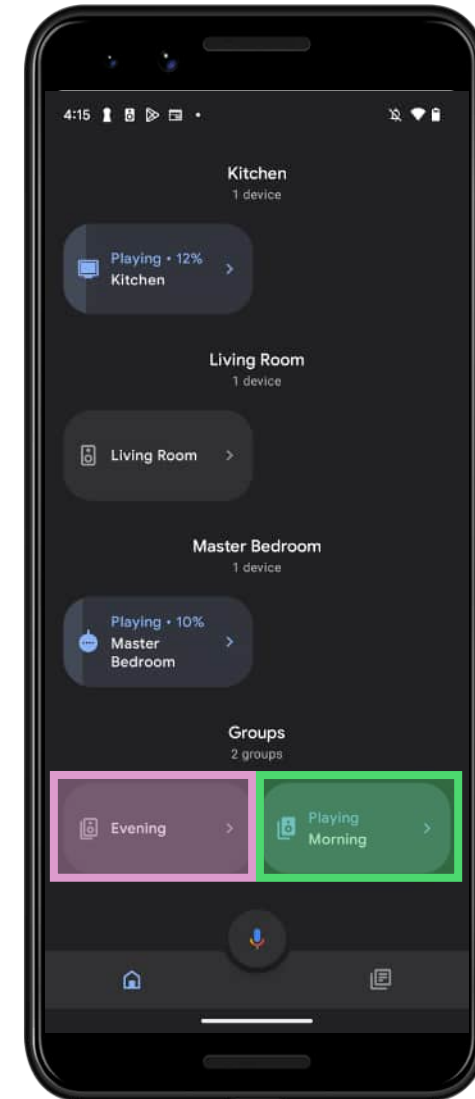 4:15
Kitchen
1 device
Playing • 12%
Kitchen
Living Room
1 device
Living Room
Master Bedroom
1 device
Playing • 10%
Master
Bedroom
Groups
2 groups
Evening
Playing
Morning